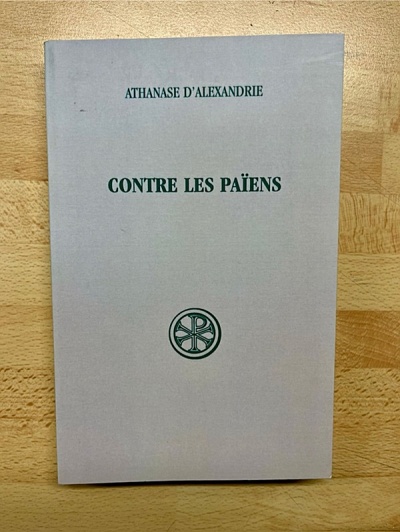 ATHANASE D'ALEXANDRIE
CONTRE LES PAÏENS